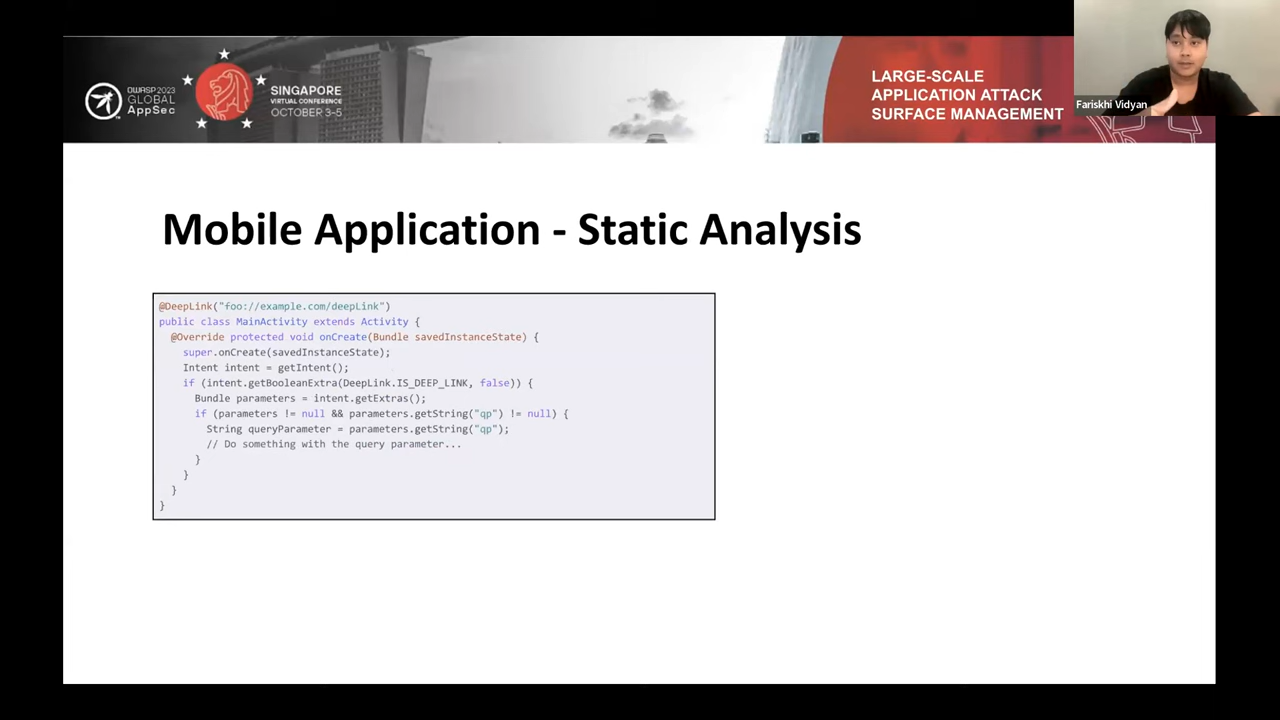 OWASP 2023
GLOBAL
AppSec
SINGAPORE
VIRTUAL CONFERENCE
OCTOBER 3-5
LARGE-SCALE
APPLICATION ATTACK
SURFACE MANAGEMENT
Fariskhi Vidyan
Mobile Application - Static Analysis
@DeepLink("foo://example.com/deepLink")
public class MainActivity extends Activity {
@Override protected void onCreate(Bundle savedInstanceState) {
super.onCreate(savedInstanceState);
Intent intent = getIntent();
if (intent.getBooleanExtra(DeepLink.IS_DEEP_LINK, false)) {
Bundle parameters = intent.getExtras();
if (parameters != null && parameters.getString("qp") != null) {
String queryParameter = parameters.getString("qp");
// Do something with the query parameter...
}
}
}
}